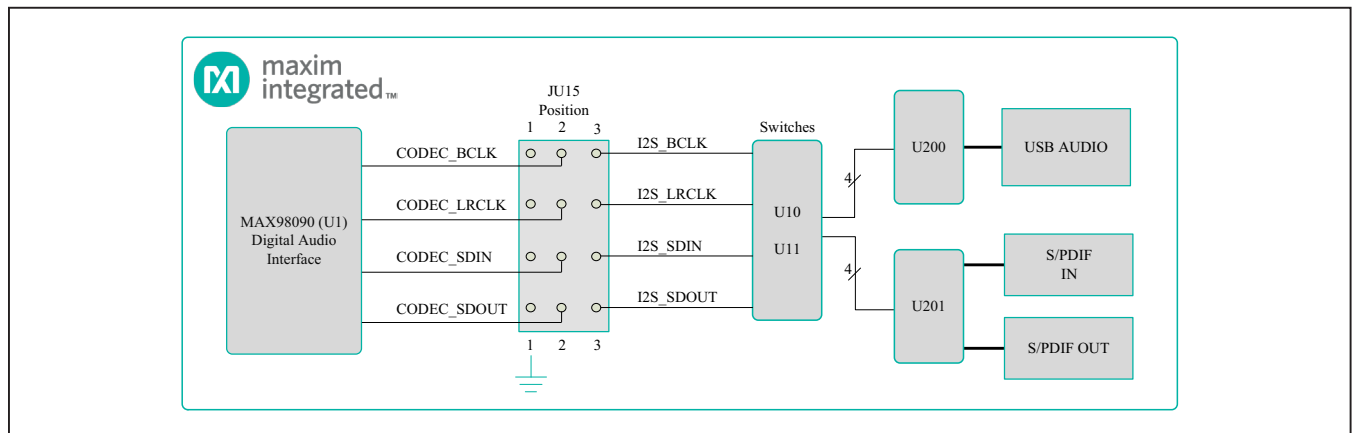 maxim
integrated™
JU15
Position
1 2 3
Switches
CODEC_BCLK
I2S_BCLK
U200
USB AUDIO
4
CODEC_LRCLK
I2S_LRCLK
MAX98090 (U1)
Digital Audio
Interface
U10
U11
CODEC_SDIN
I2S_SDIN
4
S/PDIF
IN
CODEC_SDOUT
I2S_SDOUT
U201
S/PDIF OUT
1 2 3